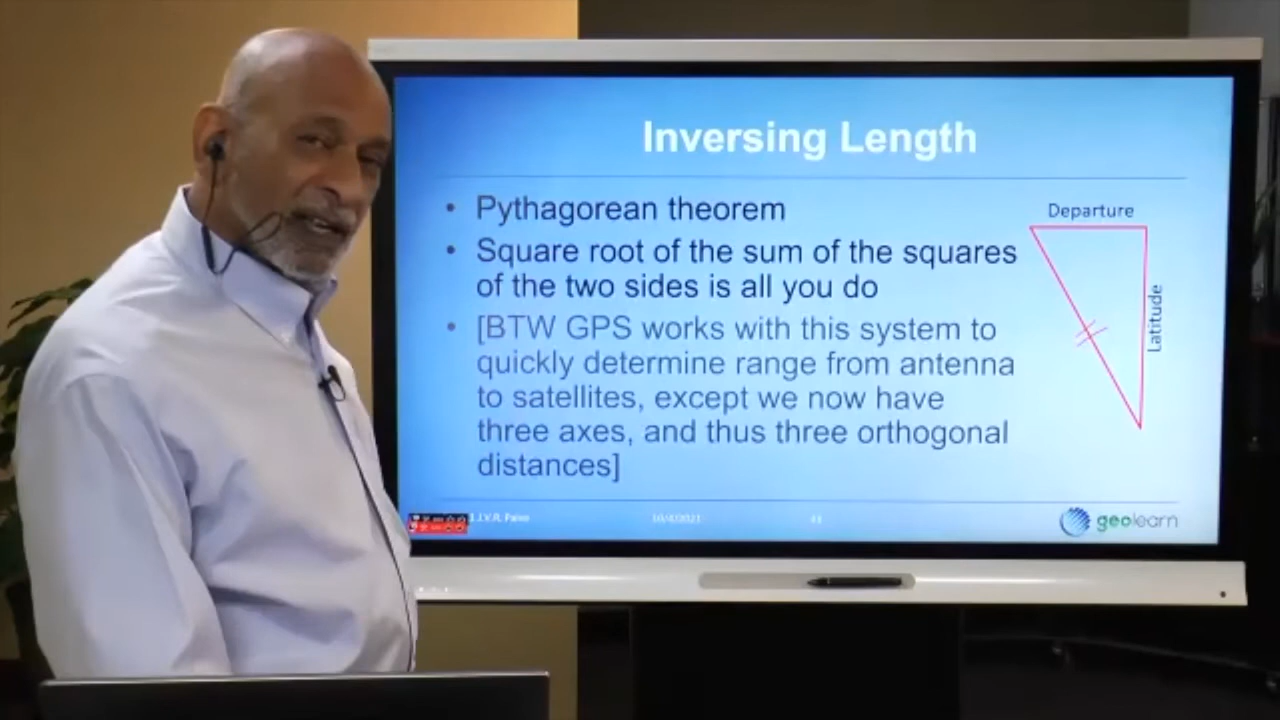 Inversing Length
• Pythagorean theorem
• Square root of the sum of the squares
of the two sides is all you do
• [BTW GPS works with this system to
quickly determine range from antenna
to satellites, except we now have
three axes, and thus three orthogonal
distances]
Departure
Latitude
J.V.R. Paiva
geolearn